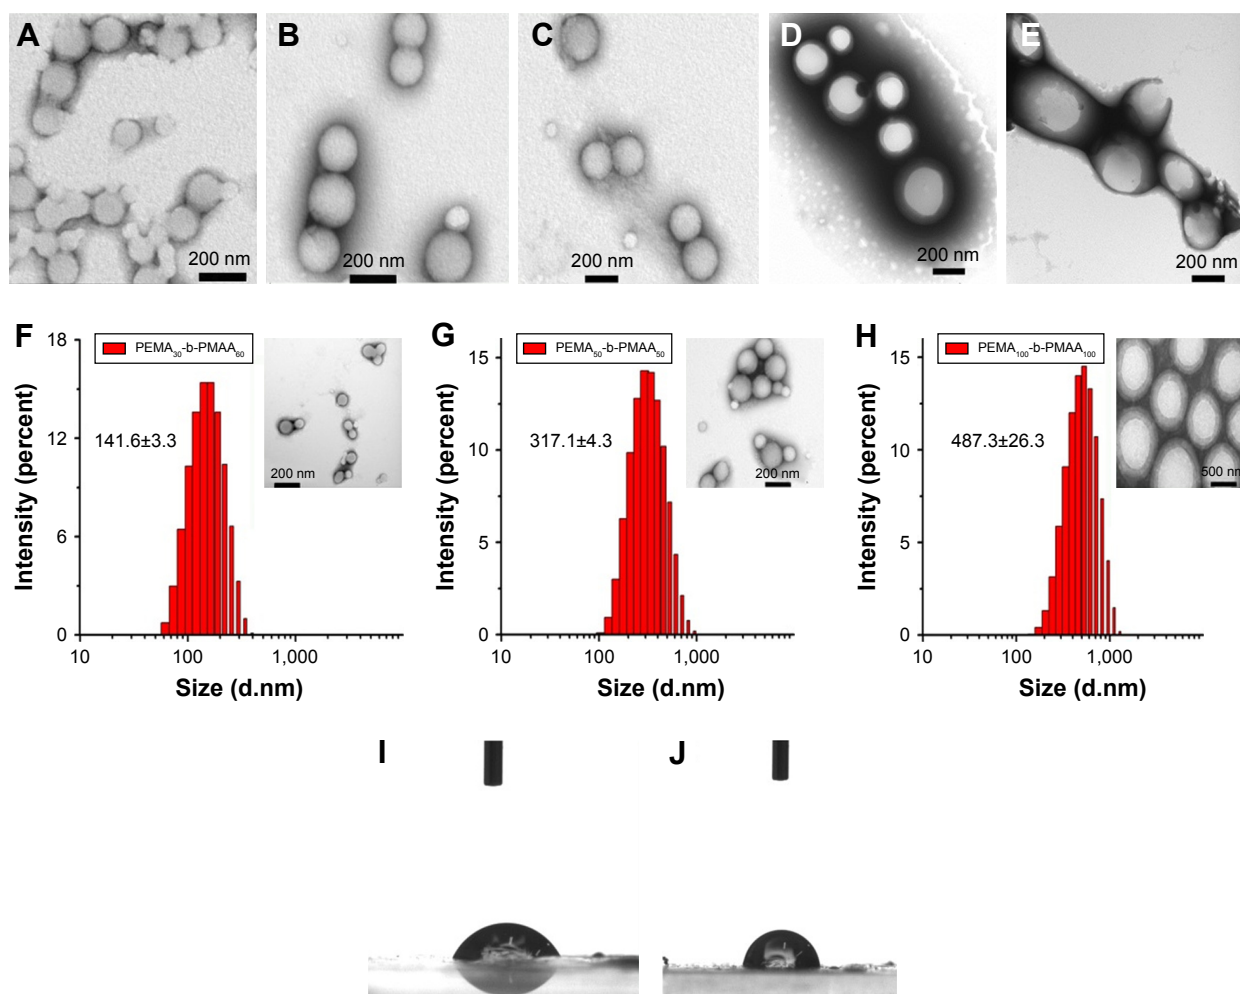 A
B
C
D
E
200 nm
200 nm
200 nm
200 nm
200 nm
F
G
H
18
12
6
0
Intensity (percent)
PEMA30-b-PMAA60
141.6±3.3
200 nm
10
100
1,000
Size (d.nm)
15
10
5
0
Intensity (percent)
PEMA50-b-PMAA50
317.1±4.3
200 nm
10
100
1,000
Size (d.nm)
15
10
5
0
Intensity (percent)
PEMA100-b-PMAA100
487.3±26.3
500 nm
10
100
1,000
Size (d.nm)
I
J